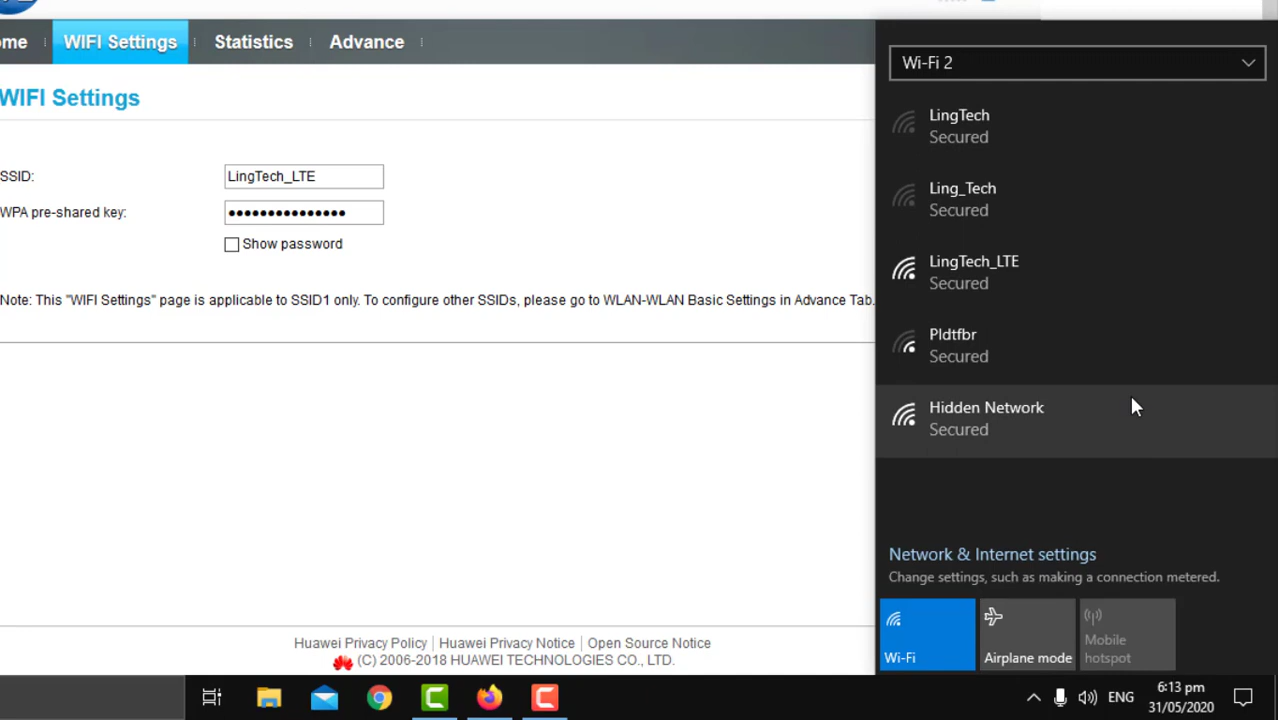 ome WIFI Settings Statistics Advance
WIFI Settings
SSID: LingTech_LTE
WPA pre-shared key: •••••••••••••••
Show password
Note: This "WIFI Settings" page is applicable to SSID1 only. To configure other SSIDs, please go to WLAN-WLAN Basic Settings in Advance Tab.
Huawei Privacy Policy | Huawei Privacy Notice | Open Source Notice
(C) 2006-2018 HUAWEI TECHNOLOGIES CO., LTD.
Wi-Fi 2
LingTech
Secured
Ling_Tech
Secured
LingTech_LTE
Secured
Pldtfbr
Secured
Hidden Network
Secured
Network & Internet settings
Change settings, such as making a connection metered.
Wi-Fi
Airplane mode
Mobile
hotspot
ENG
6:13 pm
31/05/2020